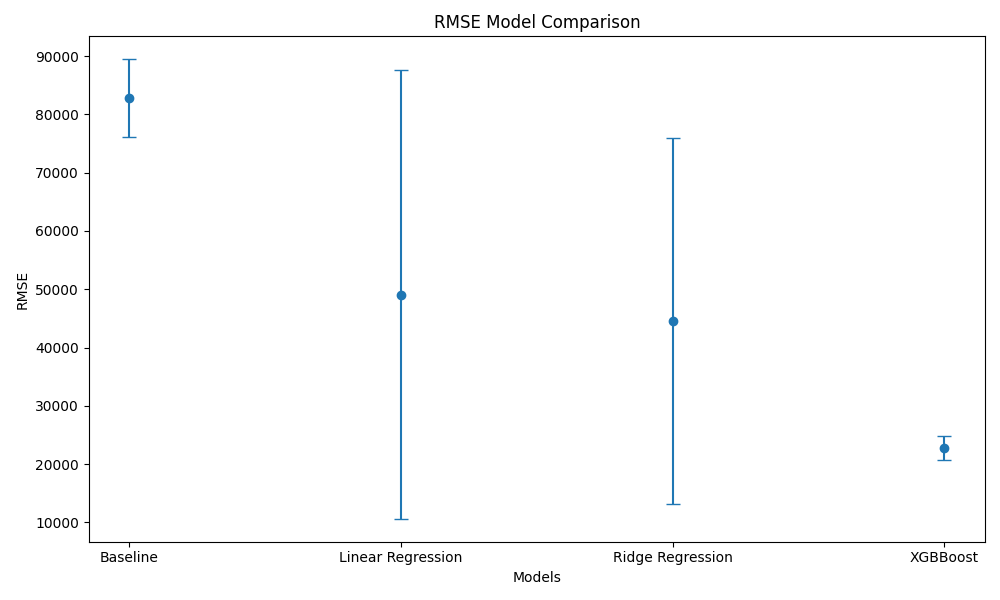 RMSE Model Comparison
90000
80000
70000
60000
50000
40000
30000
20000
10000
RMSE
Baseline
Linear Regression
Ridge Regression
XGBBoost
Models